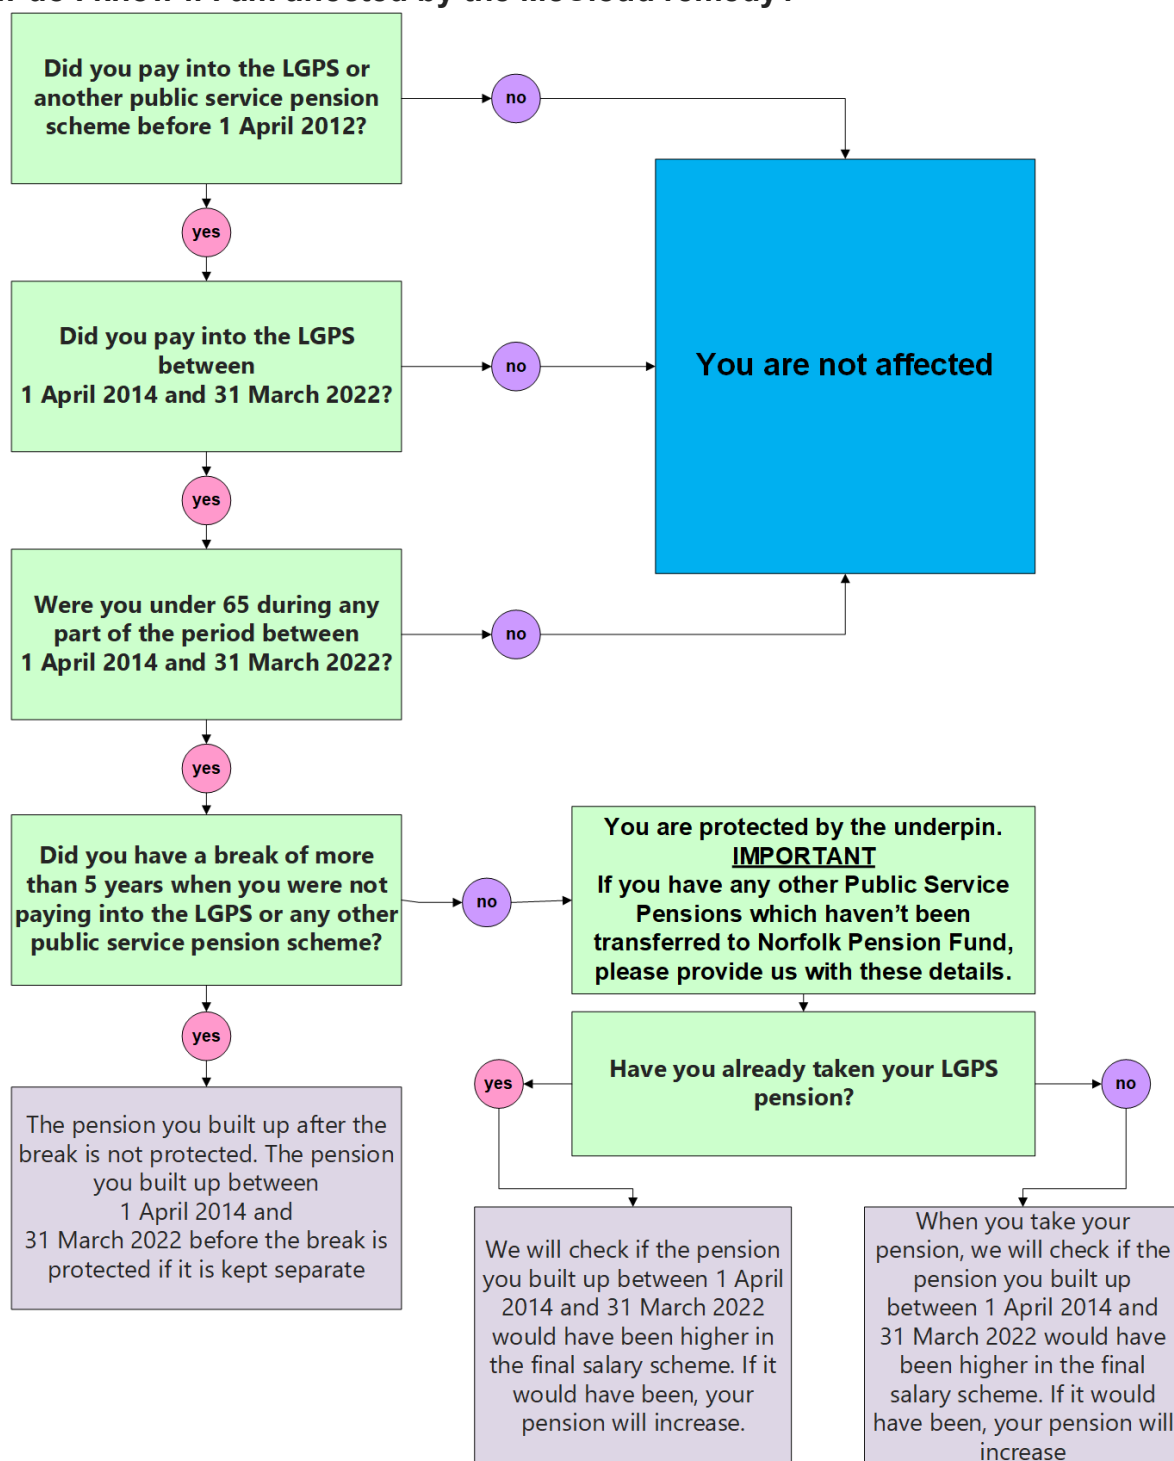 Did you pay into the LGPS or
another public service pension
scheme before 1 April 2012?
no
yes
Did you pay into the LGPS
between
1 April 2014 and 31 March 2022?
no
You are not affected
yes
Were you under 65 during any
part of the period between
1 April 2014 and 31 March 2022?
no
yes
Did you have a break of more
than 5 years when you were not
paying into the LGPS or any other
public service pension scheme?
no
You are protected by the underpin.
IMPORTANT
If you have any other Public Service
Pensions which haven’t been
transferred to Norfolk Pension Fund,
please provide us with these details.
yes
The pension you built up after the
break is not protected. The pension
you built up between
1 April 2014 and
31 March 2022 before the break is
protected if it is kept separate
Have you already taken your LGPS
pension?
yes
no
We will check if the pension
you built up between 1 April
2014 and 31 March 2022
would have been higher in
the final salary scheme. If it
would have been, your
pension will increase.
When you take your
pension, we will check if the
pension you built up
between 1 April 2014 and
31 March 2022 would have
been higher in the final
salary scheme. If it would
have been, your pension will
increase